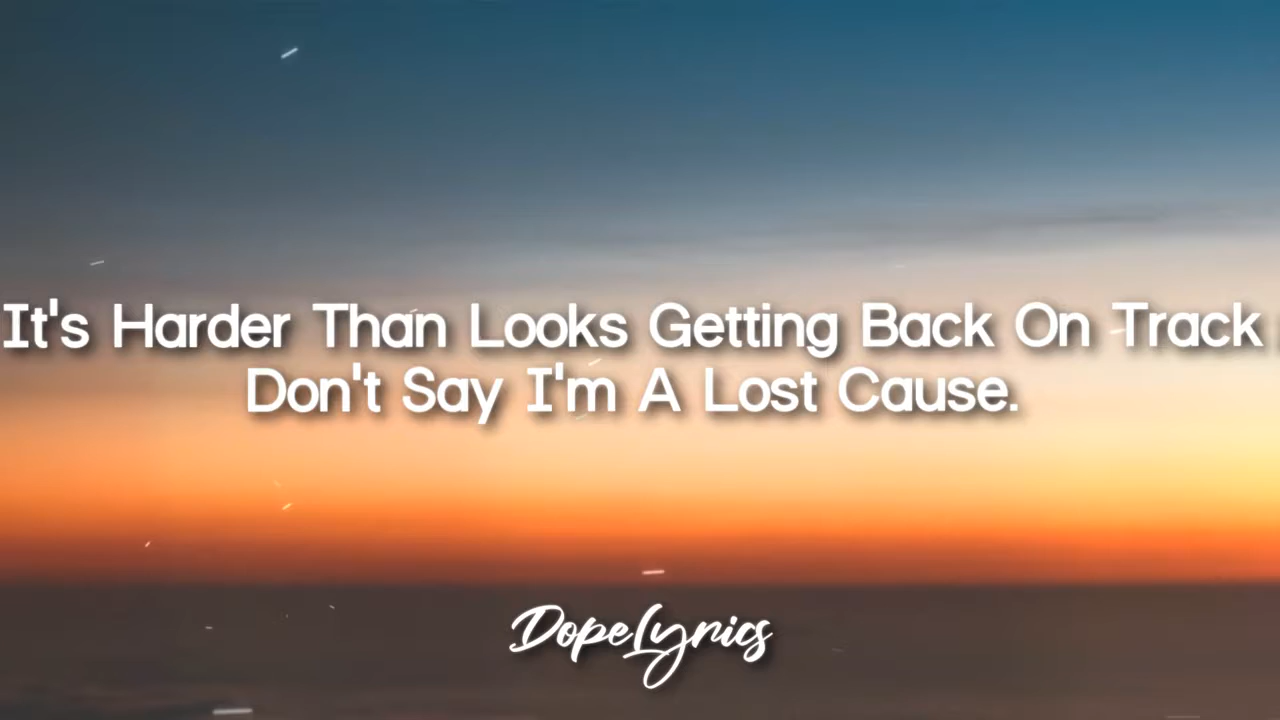 It's Harder Than Looks Getting Back On Track
Don't Say I'm A Lost Cause.
DopeLyrics